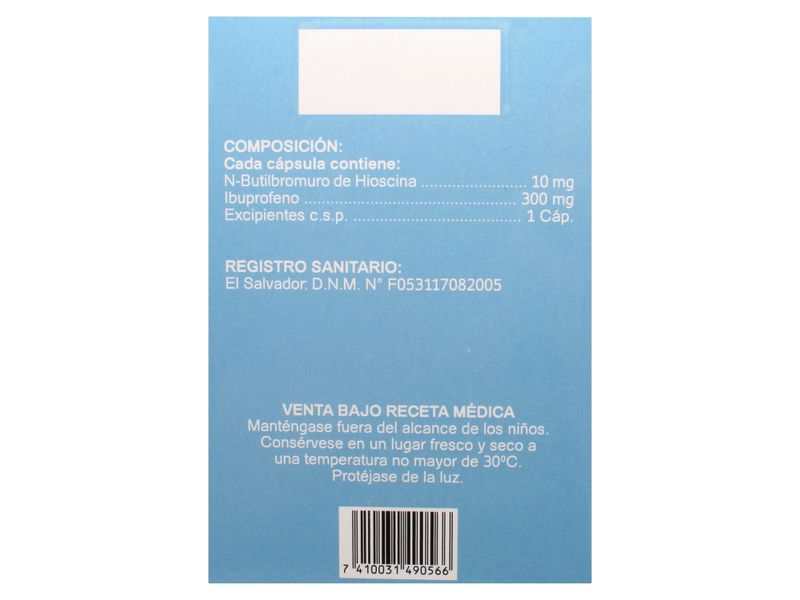 COMPOSICIÓN:
Cada cápsula contiene:
N-Butilbromuro de Hioscina ........................ 10 mg
Ibuprofeno ................................................. 300 mg
Excipientes c.s.p. ....................................... 1 Cáp.
REGISTRO SANITARIO:
El Salvador: D.N.M. N° F053117082005
VENTA BAJO RECETA MÉDICA
Manténgase fuera del alcance de los niños.
Consérvese en un lugar fresco y seco a
una temperatura no mayor de 30ºC.
Protéjase de la luz.
7 410031 490566